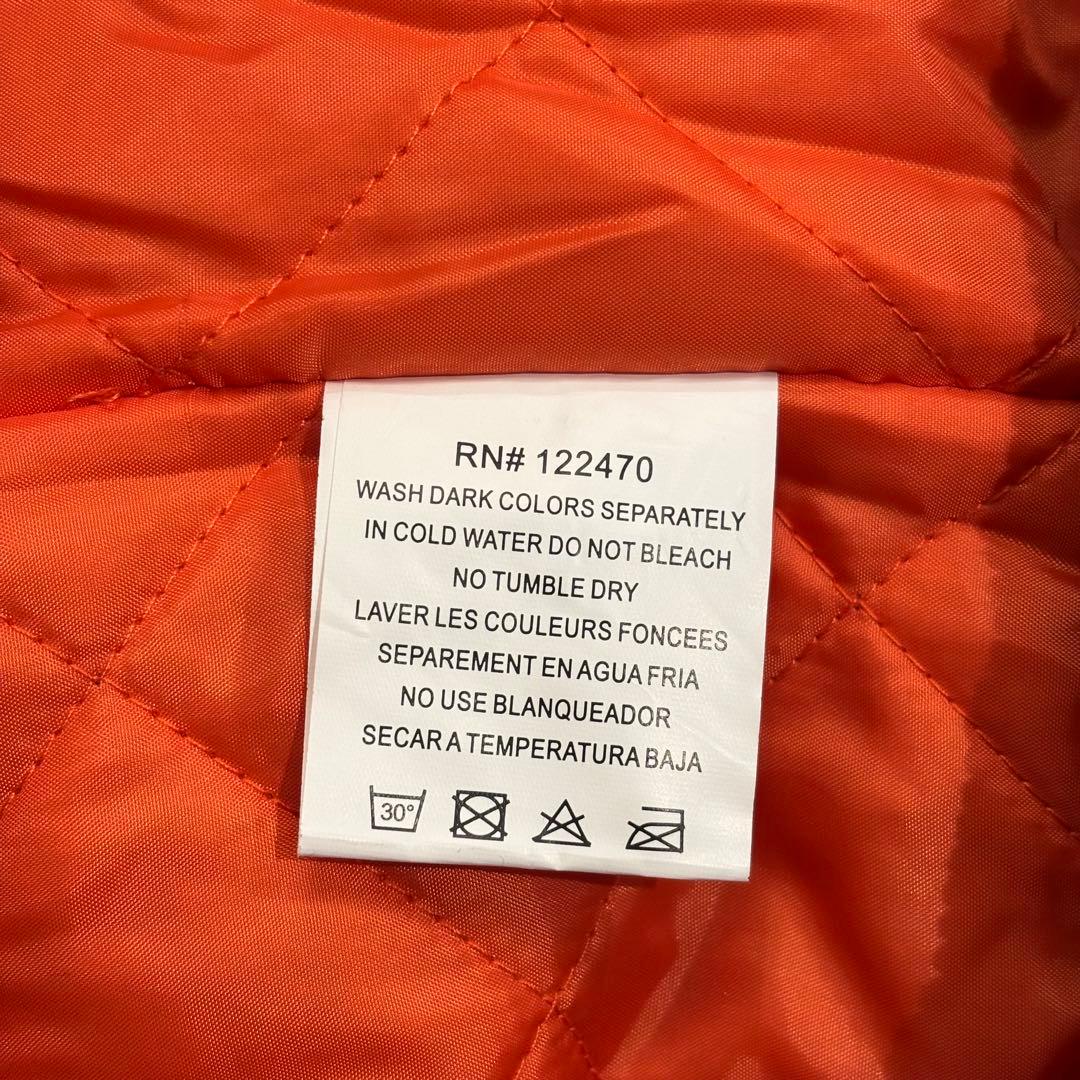 RN# 122470
WASH DARK COLORS SEPARATELY
IN COLD WATER DO NOT BLEACH
NO TUMBLE DRY
LAVER LES COULEURS FONCEES
SEPAREMENT EN AGUA FRIA
NO USE BLANQUEADOR
SECAR A TEMPERATURA BAJA
30°